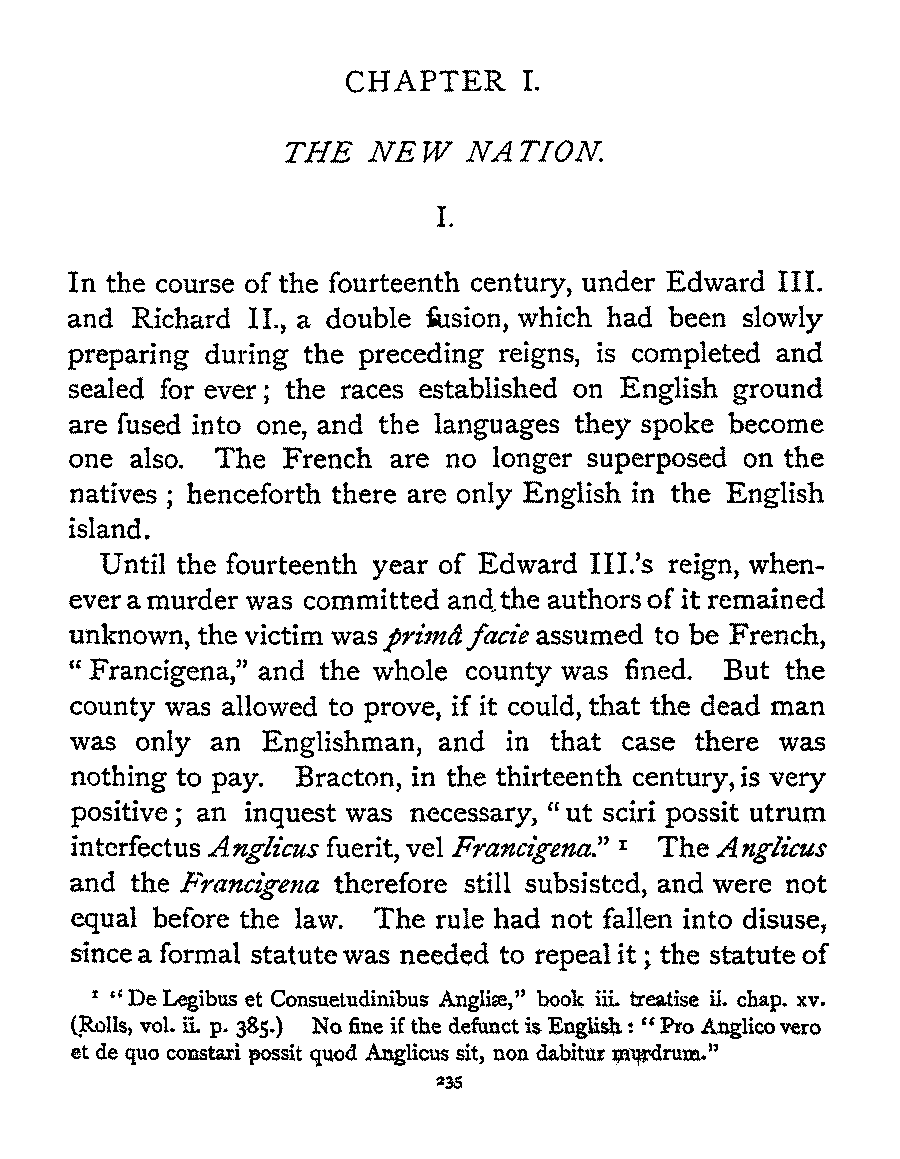 CHAPTER I.
THE NEW NATION.
I.
In the course of the fourteenth century, under Edward III.
and Richard II., a double fusion, which had been slowly
preparing during the preceding reigns, is completed and
sealed for ever; the races established on English ground
are fused into one, and the languages they spoke become
one also. The French are no longer superposed on the
natives; henceforth there are only English in the English
island.
Until the fourteenth year of Edward III.'s reign, when-
ever a murder was committed and the authors of it remained
unknown, the victim was primâ facie assumed to be French,
"Francigena," and the whole county was fined. But the
county was allowed to prove, if it could, that the dead man
was only an Englishman, and in that case there was
nothing to pay. Bracton, in the thirteenth century, is very
positive; an inquest was necessary, "ut sciri possit utrum
interfectus Anglicus fuerit, vel Francigena." ¹ The Anglicus
and the Francigena therefore still subsisted, and were not
equal before the law. The rule had not fallen into disuse,
since a formal statute was needed to repeal it; the statute of
¹ "De Legibus et Consuetudinibus Angliæ," book iii. treatise ii. chap. xv.
(Rolls, vol. ii. p. 385.) No fine if the defunct is English: "Pro Anglico vero
et de quo constari possit quod Anglicus sit, non dabitur murdrum."
235